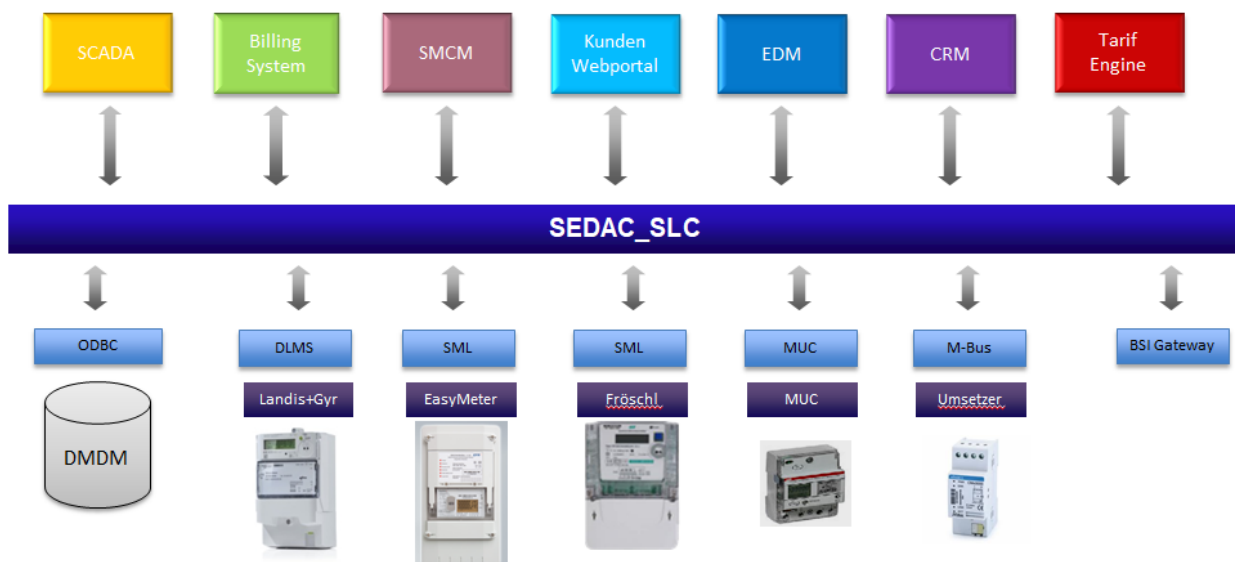 SCADA
Billing
System
SMCM
Kunden
Webportal
EDM
CRM
Tarif
Engine
SEDAC_SLC
ODBC
DLMS
SML
SML
MUC
M-Bus
BSI Gateway
Landis+Gyr
EasyMeter
Fröschl
MUC
Umsetzer
DMDM